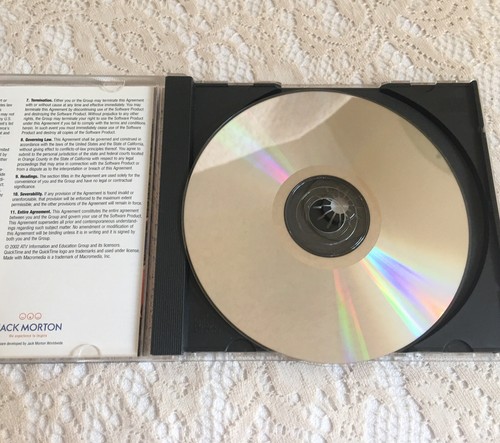 7. Termination. Either you or the Group may terminate this Agreement
with or without cause at any time and effective immediately. You may
terminate this Agreement by discontinuing use of the Software Product
and destroying the Software Product. Without prejudice to any other
rights, the Group may terminate your right to use the Software Product
under this Agreement if you fail to comply with the terms and conditions
herein. In such event you must immediately cease use of the Software
Product and destroy all copies of the Software Product.
8. Governing Law. This Agreement shall be governed and construed in
accordance with the laws of the United States and the State of California,
without giving effect to conflicts-of-law principles thereof. You agree to
submit to the personal jurisdiction of the state and federal courts located
in Orange County in the State of California with respect to any legal
proceedings that may arise in connection with the Software Product or
from a dispute as to the interpretation or breach of this Agreement.
9. Headings. The section titles in the Agreement are used solely for the
convenience of you and the Group and have no legal or contractual
significance.
10. Severability. If any provision of the Agreement is found invalid or
unenforceable, that provision will be enforced to the maximum extent
permissible, and the other provisions of the Agreement will remain in force.
11. Entire Agreement. This Agreement constitutes the entire agreement
between you and the Group and govern your use of the Software Product.
This Agreement supersedes all prior and contemporaneous understand-
ings regarding such subject matter. No amendment or modification of
this Agreement will be binding unless it is in writing and it is signed by
both you and the Group.
© 2002 ATV Information and Education Group and its licensors
QuickTime and the QuickTime logo are trademarks and used under license.
Made with Macromedia is a trademark of Macromedia, Inc.
JACK MORTON
developed by Jack Morton Worldwide